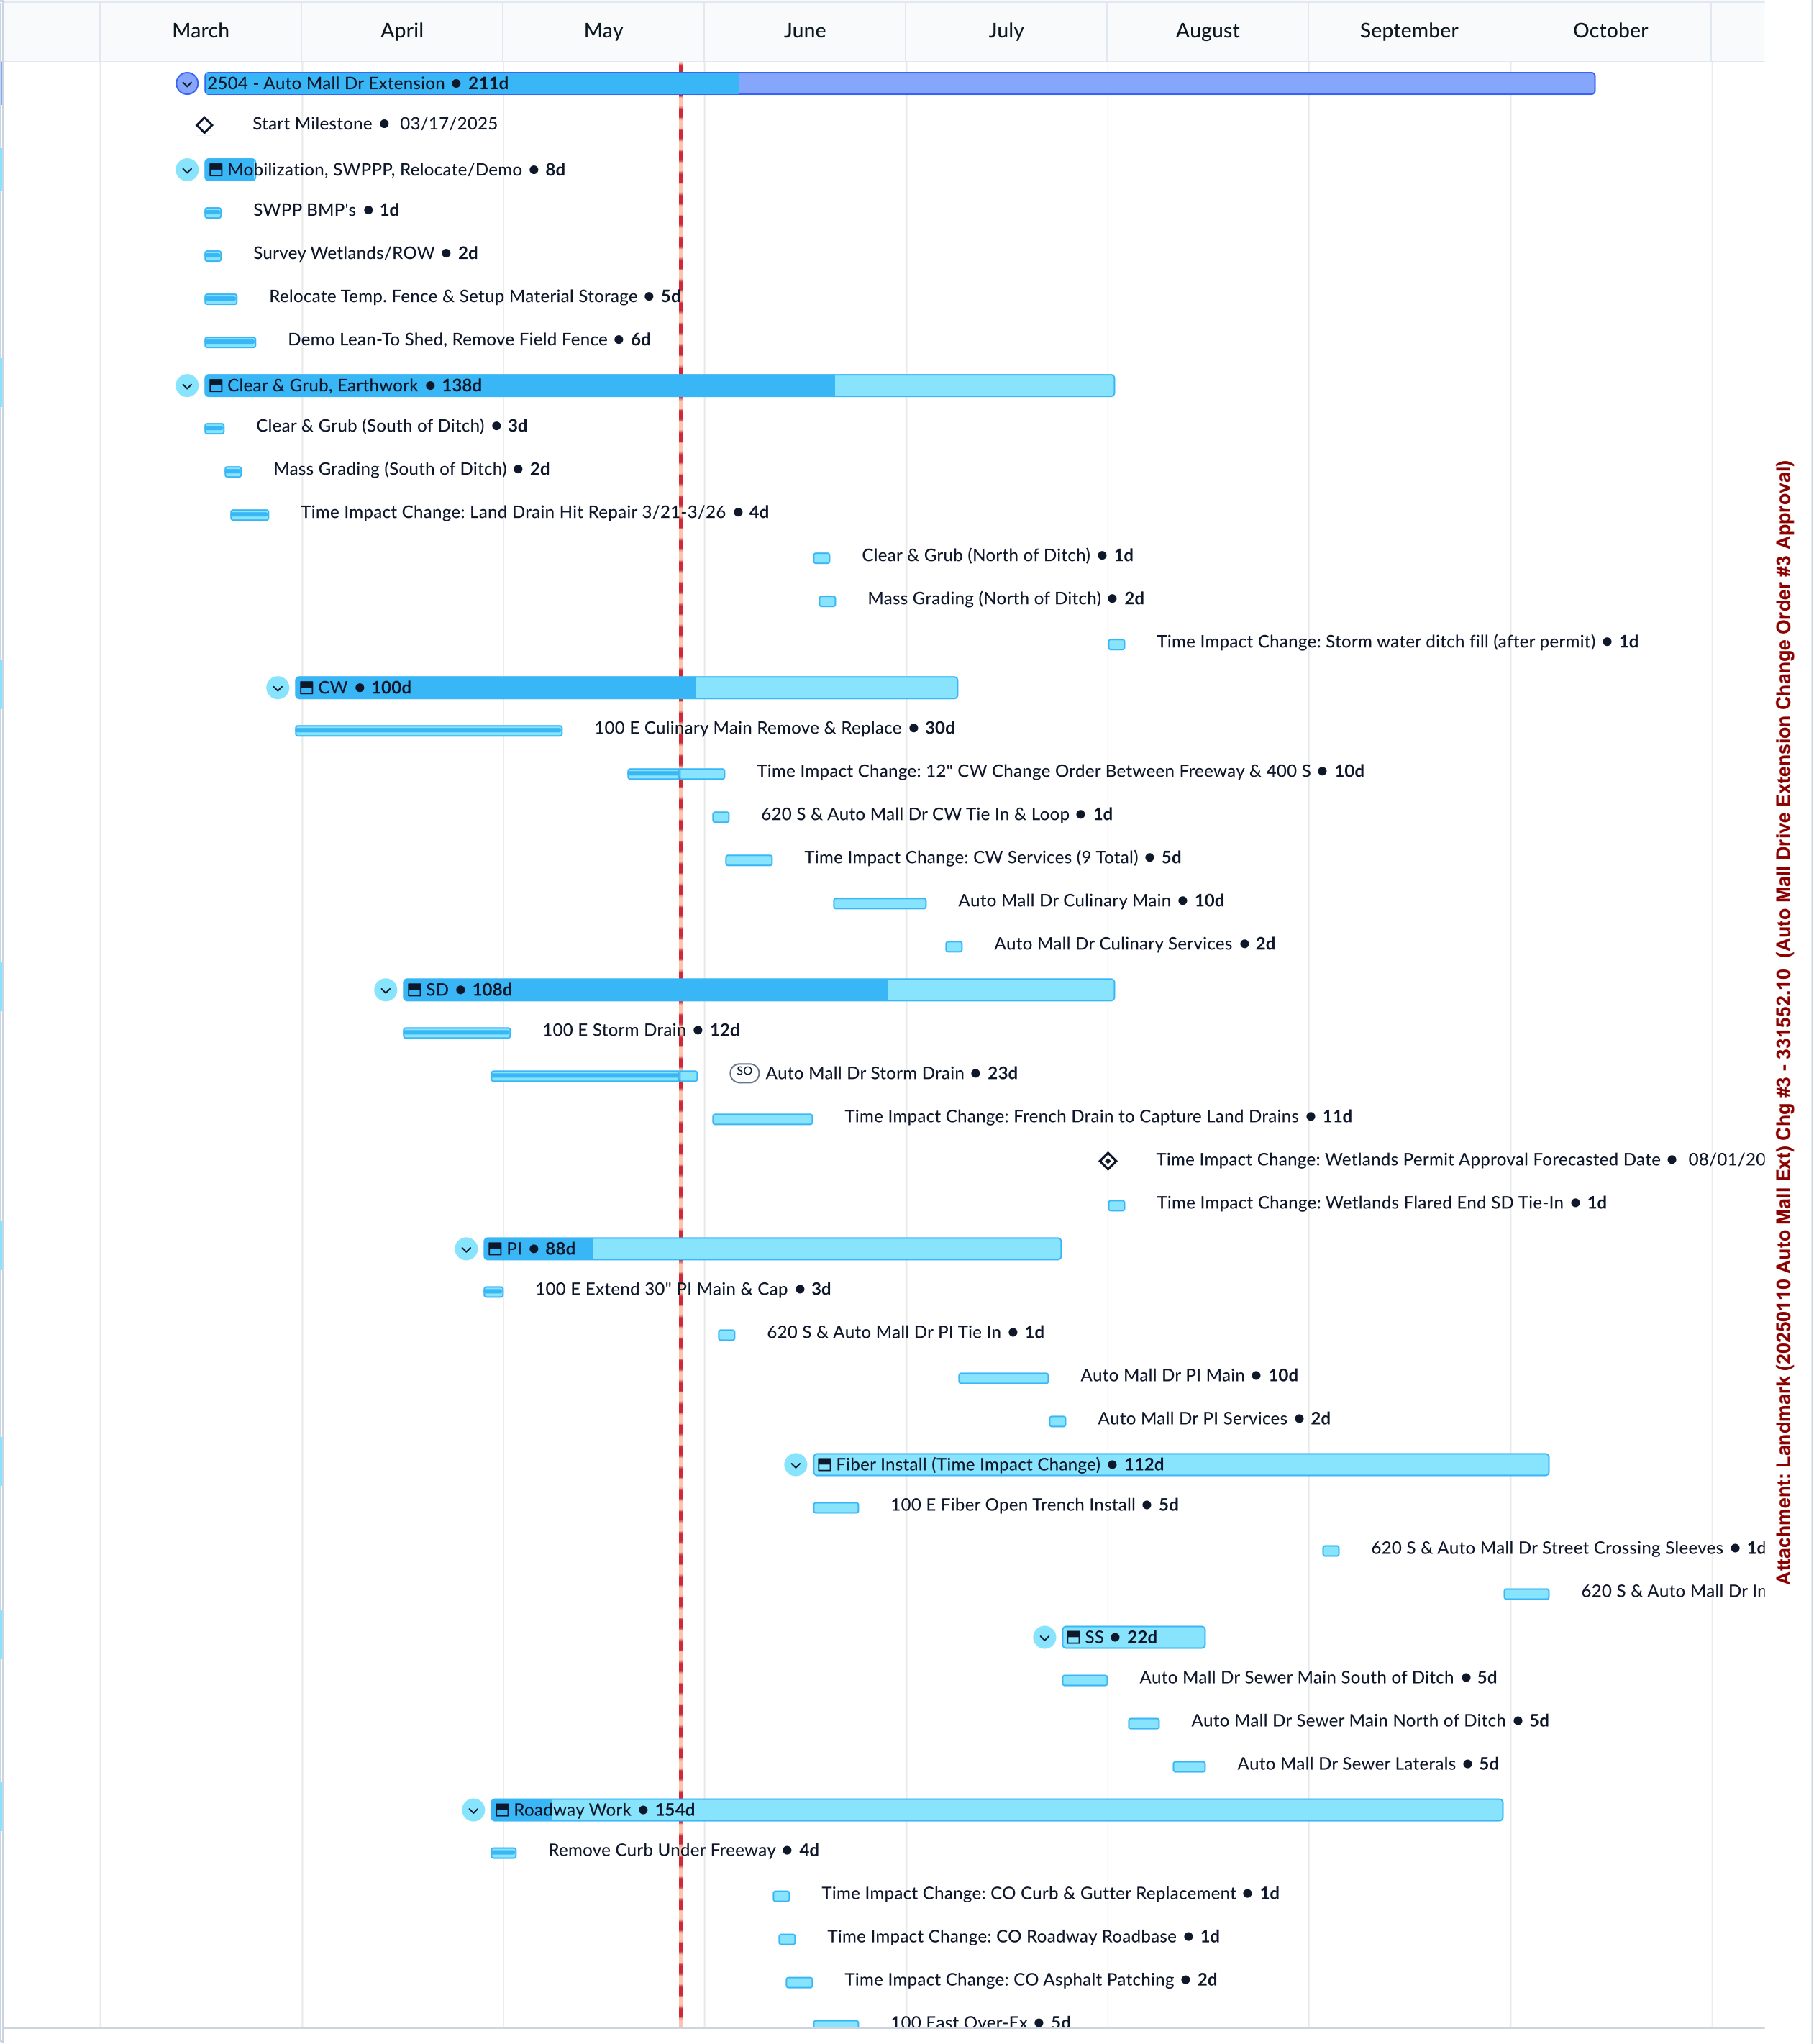 March April May June July August September October
2504 - Auto Mall Dr Extension ● 211d
Start Milestone ● 03/17/2025
Mobilization, SWPPP, Relocate/Demo ● 8d
SWPP BMP's ● 1d
Survey Wetlands/ROW ● 2d
Relocate Temp. Fence & Setup Material Storage ● 5d
Demo Lean-To Shed, Remove Field Fence ● 6d
Clear & Grub, Earthwork ● 138d
Clear & Grub (South of Ditch) ● 3d
Mass Grading (South of Ditch) ● 2d
Time Impact Change: Land Drain Hit Repair 3/21-3/26 ● 4d
Clear & Grub (North of Ditch) ● 1d
Mass Grading (North of Ditch) ● 2d
Time Impact Change: Storm water ditch fill (after permit) ● 1d
CW ● 100d
100 E Culinary Main Remove & Replace ● 30d
Time Impact Change: 12" CW Change Order Between Freeway & 400 S ● 10d
620 S & Auto Mall Dr CW Tie In & Loop ● 1d
Time Impact Change: CW Services (9 Total) ● 5d
Auto Mall Dr Culinary Main ● 10d
Auto Mall Dr Culinary Services ● 2d
SD ● 108d
100 E Storm Drain ● 12d
SO Auto Mall Dr Storm Drain ● 23d
Time Impact Change: French Drain to Capture Land Drains ● 11d
Time Impact Change: Wetlands Permit Approval Forecasted Date ● 08/01/20
Time Impact Change: Wetlands Flared End SD Tie-In ● 1d
PI ● 88d
100 E Extend 30" PI Main & Cap ● 3d
620 S & Auto Mall Dr PI Tie In ● 1d
Auto Mall Dr PI Main ● 10d
Auto Mall Dr PI Services ● 2d
Fiber Install (Time Impact Change) ● 112d
100 E Fiber Open Trench Install ● 5d
620 S & Auto Mall Dr Street Crossing Sleeves ● 1d
620 S & Auto Mall Dr In
SS ● 22d
Auto Mall Dr Sewer Main South of Ditch ● 5d
Auto Mall Dr Sewer Main North of Ditch ● 5d
Auto Mall Dr Sewer Laterals ● 5d
Roadway Work ● 154d
Remove Curb Under Freeway ● 4d
Time Impact Change: CO Curb & Gutter Replacement ● 1d
Time Impact Change: CO Roadway Roadbase ● 1d
Time Impact Change: CO Asphalt Patching ● 2d
100 East Over-Ex ● 5d
Attachment: Landmark (20250110 Auto Mall Ext) Chg #3 - 331552.10 (Auto Mall Drive Extension Change Order #3 Approval)